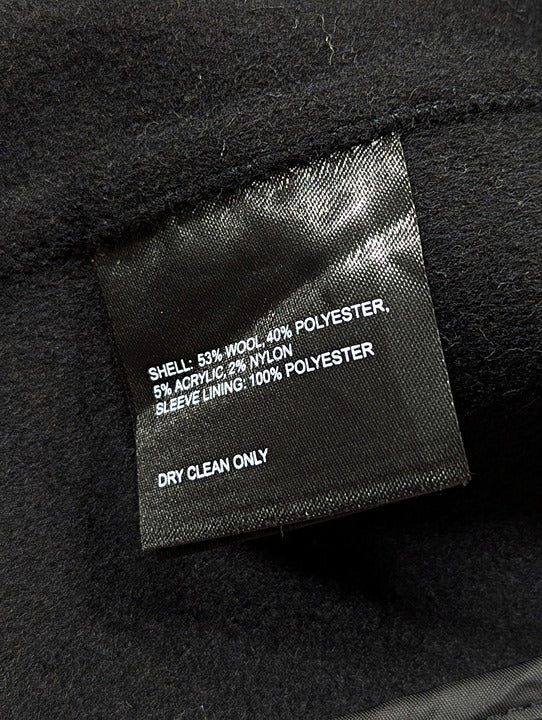 SHELL: 53% WOOL, 40% POLYESTER,
5% ACRYLIC, 2% NYLON
SLEEVE LINING: 100% POLYESTER
DRY CLEAN ONLY